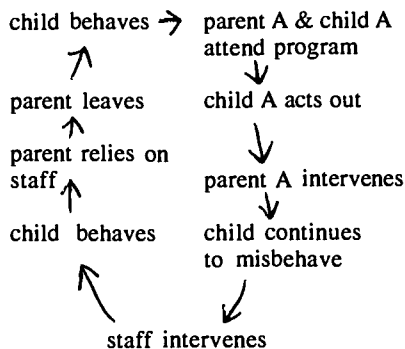 child behaves
parent A & child A
attend program
child A acts out
parent A intervenes
child continues
to misbehave
staff intervenes
child behaves
parent relies on
staff
parent leaves